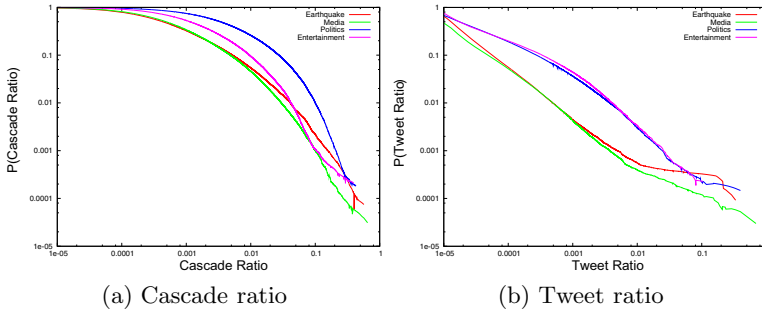 Earthquake
Media
Politics
Entertainment
1
0.1
0.01
0.001
0.0001
1e-05
P(Cascade Ratio)
1e-05 0.0001 0.001 0.01 0.1 1
Cascade Ratio
(a) Cascade ratio
Earthquake
Media
Politics
Entertainment
1
0.1
0.01
0.001
0.0001
1e-05
P(Tweet Ratio)
1e-05 0.0001 0.001 0.01 0.1 1
Tweet Ratio
(b) Tweet ratio